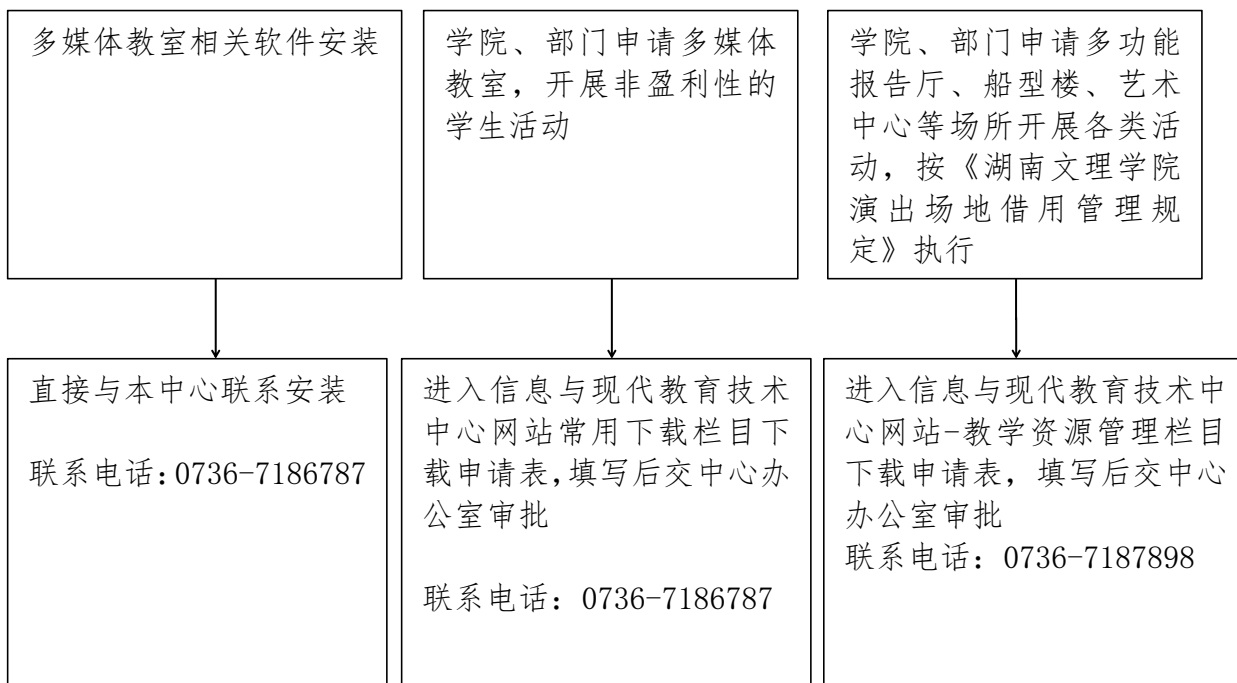 多媒体教室相关软件安装
学院、部门申请多媒体
教室，开展非盈利性的
学生活动
学院、部门申请多功能
报告厅、船型楼、艺术
中心等场所开展各类活
动，按《湖南文理学院
演出场地借用管理规
定》执行
直接与本中心联系安装
联系电话:0736-7186787
进入信息与现代教育技术
中心网站常用下载栏目下
载申请表,填写后交中心办
公室审批
联系电话：0736-7186787
进入信息与现代教育技术中
心网站-教学资源管理栏目
下载申请表，填写后交中心
办公室审批
联系电话：0736-7187898